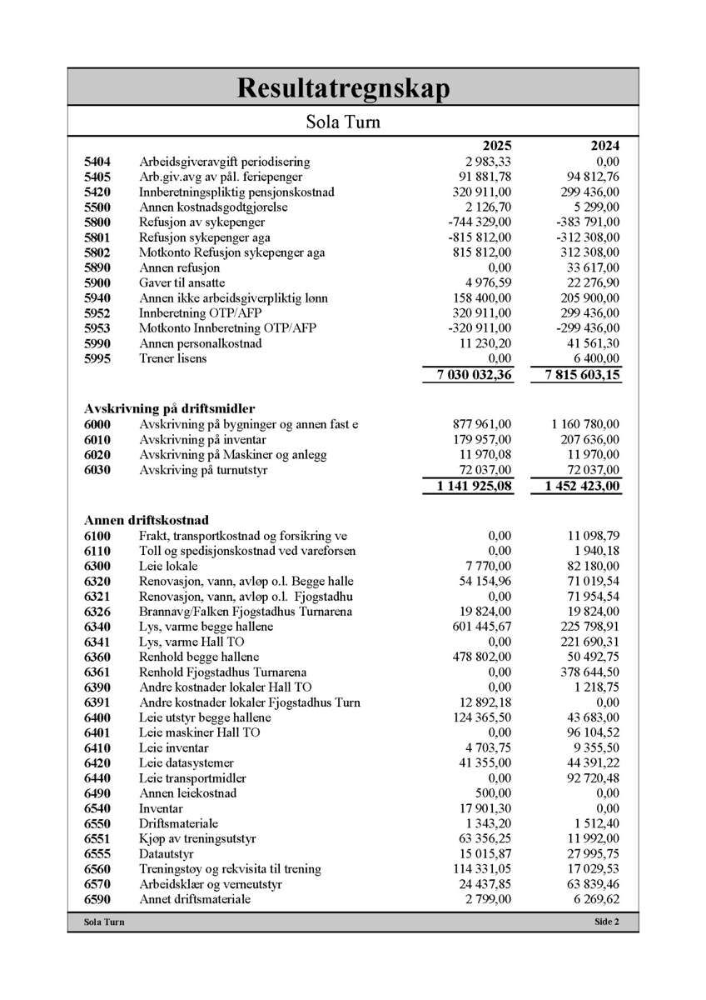 Resultatregnskap
Sola Turn
2025 2024
5404 Arbeidsgiveravgift periodisering 2 983,33 0,00
5405 Arb.giv.avg av pål. feriepenger 91 881,78 94 812,76
5420 Innberetningspliktig pensjonskostnad 320 911,00 299 436,00
5500 Annen kostnadsgodtgjørelse 2 126,70 5 299,00
5800 Refusjon av sykepenger -744 329,00 -383 791,00
5801 Refusjon sykepenger aga -815 812,00 -312 308,00
5802 Motkonto Refusjon sykepenger aga 815 812,00 312 308,00
5890 Annen refusjon 0,00 33 617,00
5900 Gaver til ansatte 4 976,59 22 276,90
5940 Annen ikke arbeidsgiverpliktig lønn 158 400,00 205 900,00
5952 Innberetning OTP/AFP 320 911,00 299 436,00
5953 Motkonto Innberetning OTP/AFP -320 911,00 -299 436,00
5990 Annen personalkostnad 11 230,20 41 561,30
5995 Trener lisens 0,00 6 400,00
7 030 032,36 7 815 603,15
Avskrivning på driftsmidler
6000 Avskrivning på bygninger og annen fast e 877 961,00 1 160 780,00
6010 Avskrivning på inventar 179 957,00 207 636,00
6020 Avskrivning på Maskiner og anlegg 11 970,08 11 970,00
6030 Avskriving på turnutstyr 72 037,00 72 037,00
1 141 925,08 1 452 423,00
Annen driftskostnad
6100 Frakt, transportkostnad og forsikring ve 0,00 11 098,79
6110 Toll og spedisjonskostnad ved vareforsen 0,00 1 940,18
6300 Leie lokale 7 770,00 82 180,00
6320 Renovasjon, vann, avløp o.l. Begge halle 54 154,96 71 019,54
6321 Renovasjon, vann, avløp o.l. Fjogstadhu 0,00 71 954,54
6326 Brannavg/Falken Fjogstadhus Turnarena 19 824,00 19 824,00
6340 Lys, varme begge hallene 601 445,67 225 798,91
6341 Lys, varme Hall TO 0,00 221 690,31
6360 Renhold begge hallene 478 802,00 50 492,75
6361 Renhold Fjogstadhus Turnarena 0,00 378 644,50
6390 Andre kostnader lokaler Hall TO 0,00 1 218,75
6391 Andre kostnader lokaler Fjogstadhus Turn 12 892,18 0,00
6400 Leie utstyr begge hallene 124 365,50 43 683,00
6401 Leie maskiner Hall TO 0,00 96 104,52
6410 Leie inventar 4 703,75 9 355,50
6420 Leie datasystemer 41 355,00 44 391,22
6440 Leie transportmidler 0,00 92 720,48
6490 Annen leiekostnad 500,00 0,00
6540 Inventar 17 901,30 0,00
6550 Driftsmateriale 1 343,20 1 512,40
6551 Kjøp av treningsutstyr 63 356,25 11 992,00
6555 Datautstyr 15 015,87 27 995,75
6560 Treningstøy og rekvisita til trening 114 331,05 17 029,53
6570 Arbeidsklær og verneutstyr 24 437,85 63 839,46
6590 Annet driftsmateriale 2 799,00 6 269,62
Sola Turn Side 2